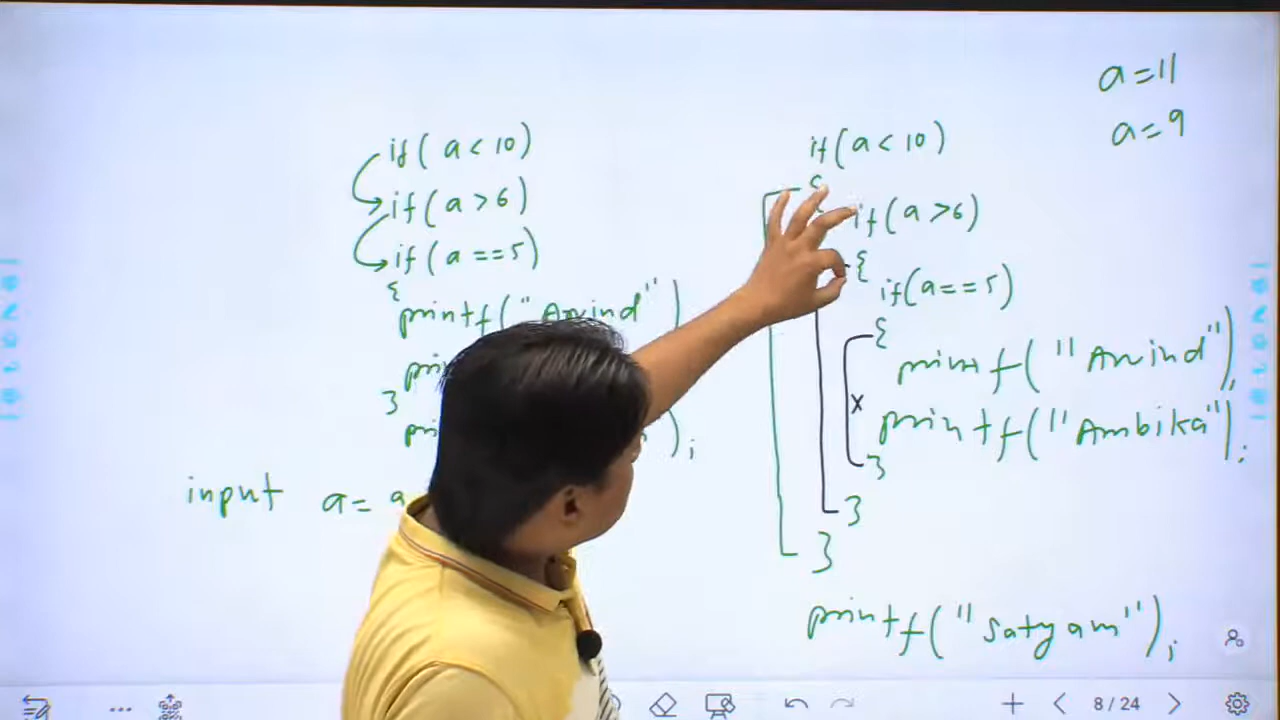 a=11
a=9
if(a<10)
if(a>6)
if(a==5)
{
printf("Arvind");
}
input a=
if(a<10)
{
if(a>6)
{
if(a==5)
{
printf("Arvind");
x
printf("Ambika");
}
}
}
printf("Satyam");
8/24